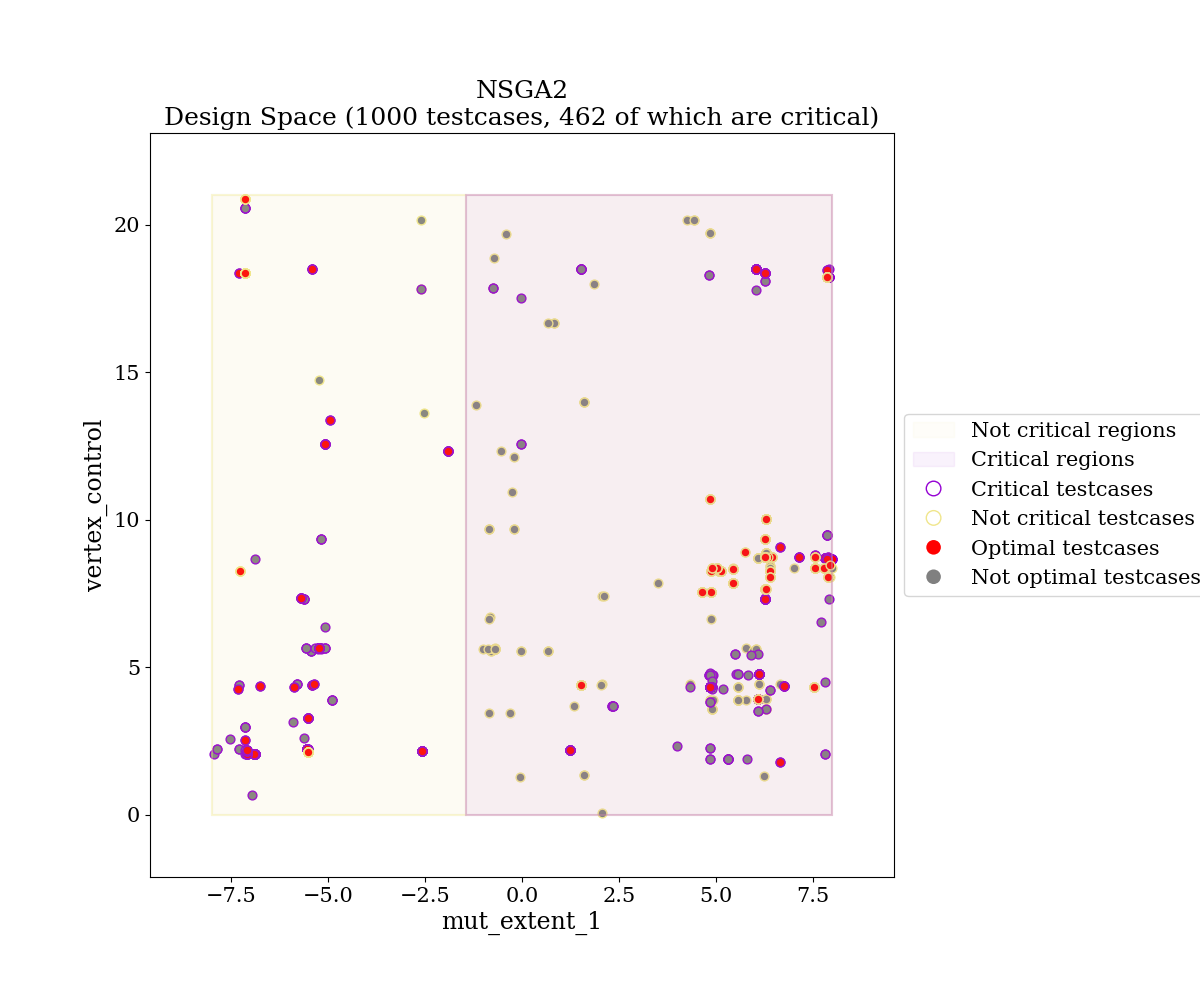 NSGA2
Design Space (1000 testcases, 462 of which are critical)
20
15
10
5
0
vertex_control
−7.5
−5.0
−2.5
0.0
2.5
5.0
7.5
mut_extent_1
Not critical regions
Critical regions
Critical testcases
Not critical testcases
Optimal testcases
Not optimal testcases